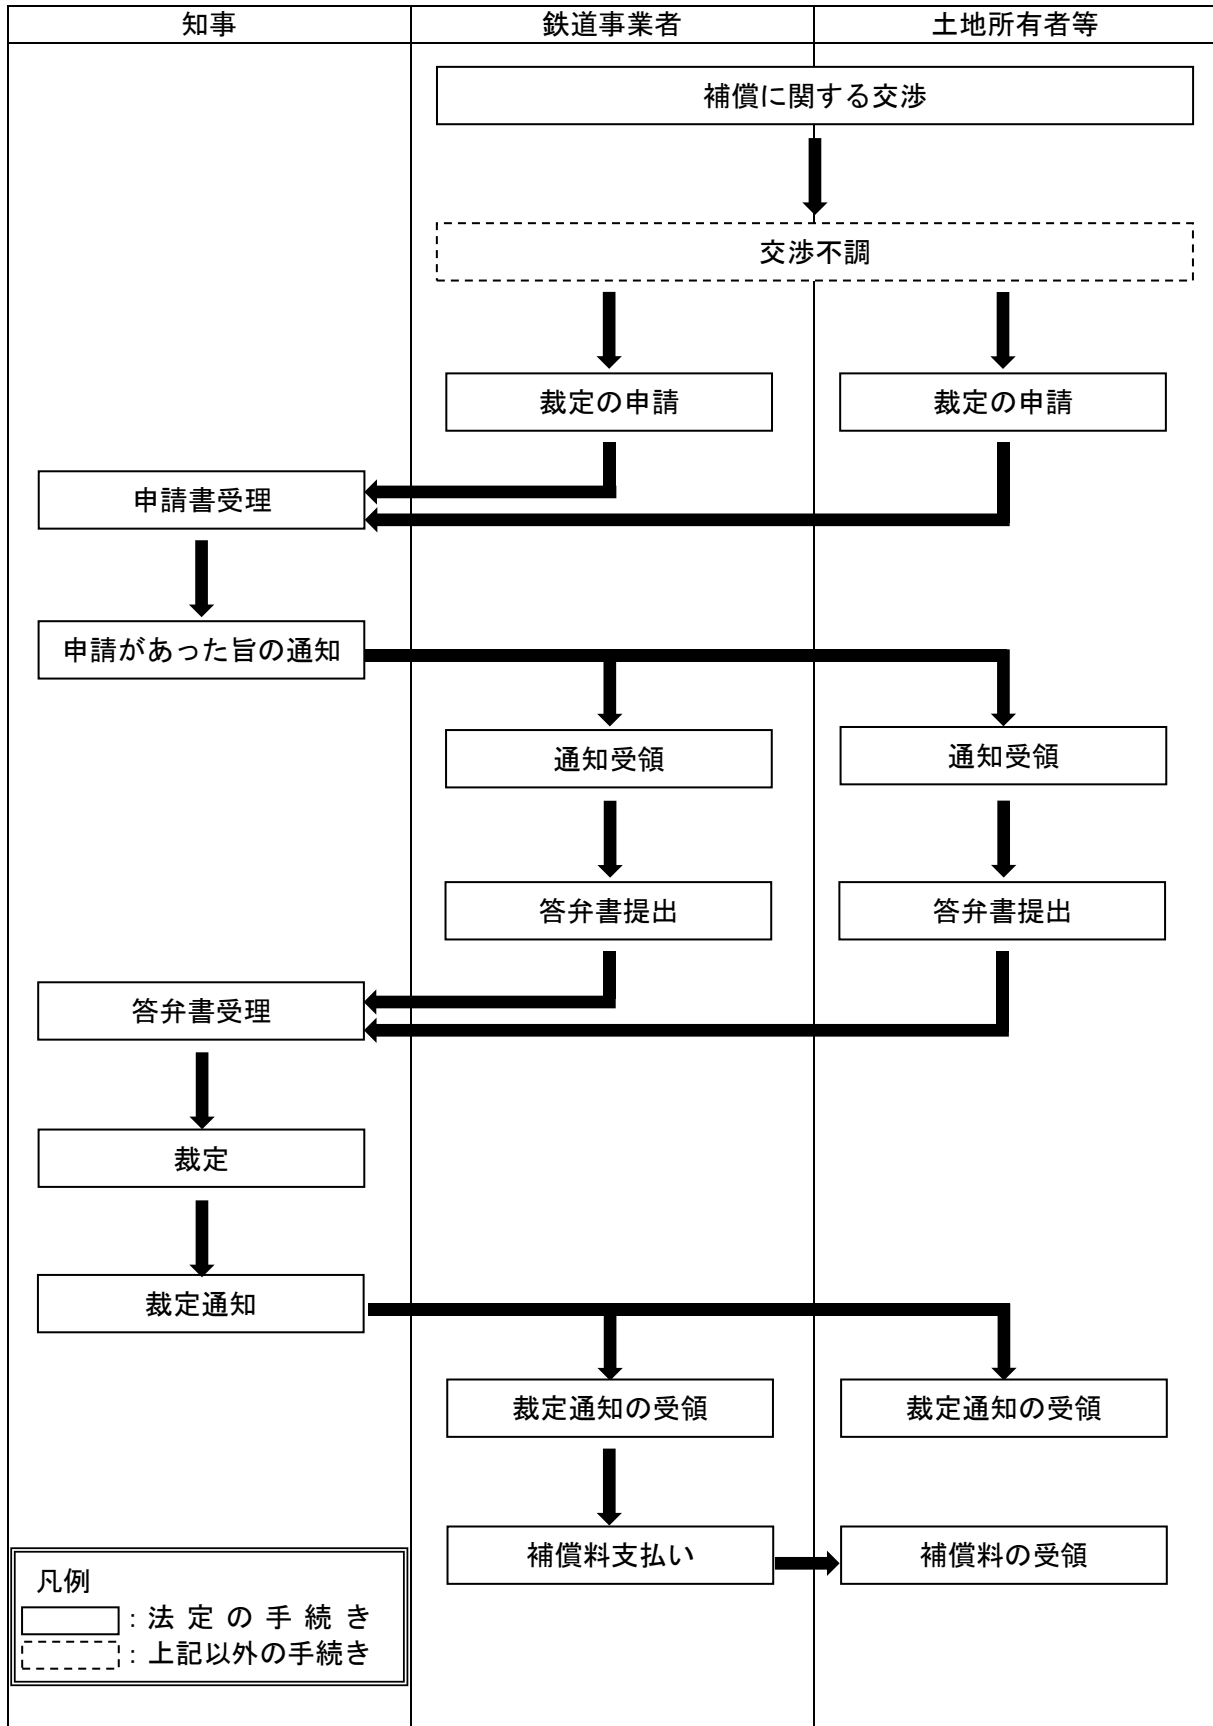 知事
鉄道事業者
土地所有者等
補償に関する交渉
交渉不調
裁定の申請
裁定の申請
申請書受理
申請があった旨の通知
通知受領
通知受領
答弁書提出
答弁書提出
答弁書受理
裁定
裁定通知
裁定通知の受領
裁定通知の受領
補償料支払い
補償料の受領
凡例
：法定の手続き
：上記以外の手続き